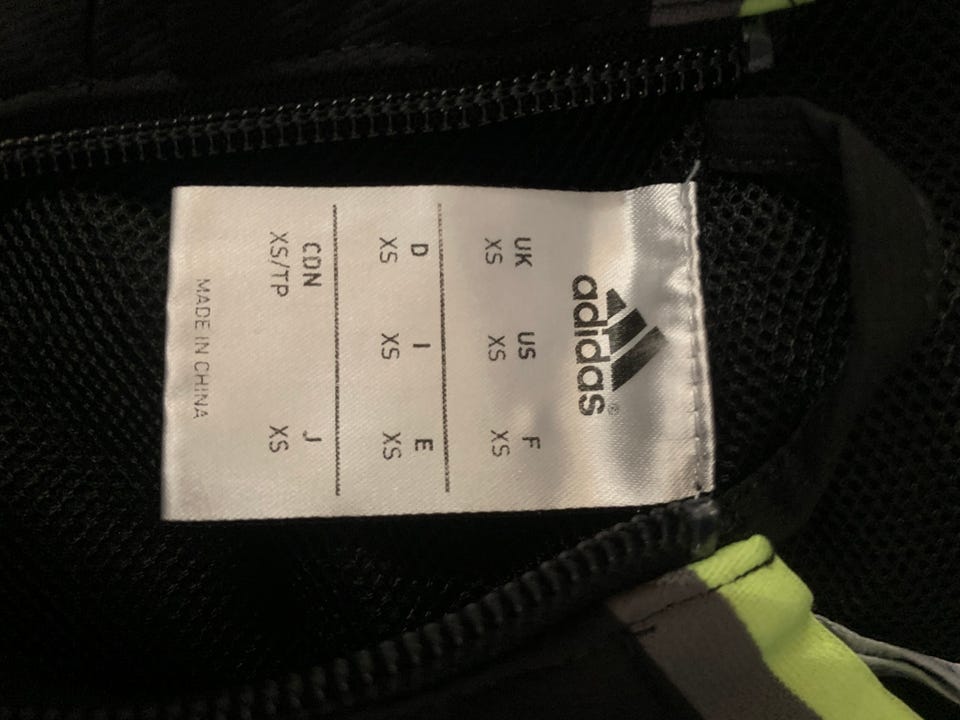 adidas®
UK US F
XS XS XS
D I E
XS XS XS
CDN J
XS/TP XS
MADE IN CHINA